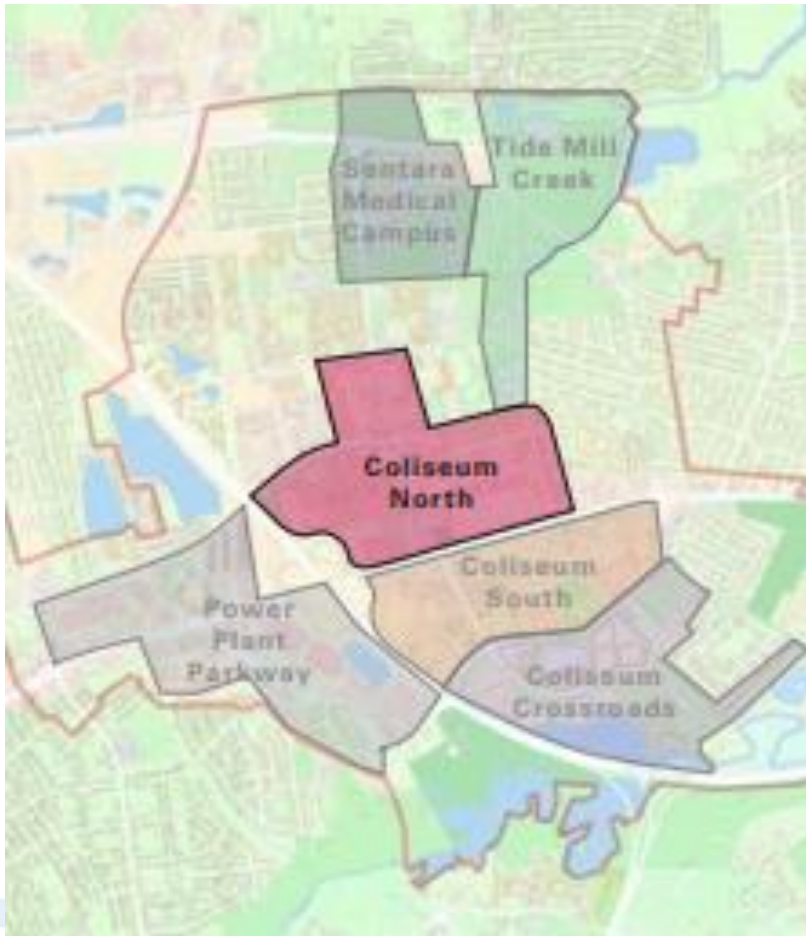 Sentara
Medical
Campus
Tide Mill
Creek
Coliseum
North
Coliseum
South
Power
Plant
Parkway
Coliseum
Crossroads